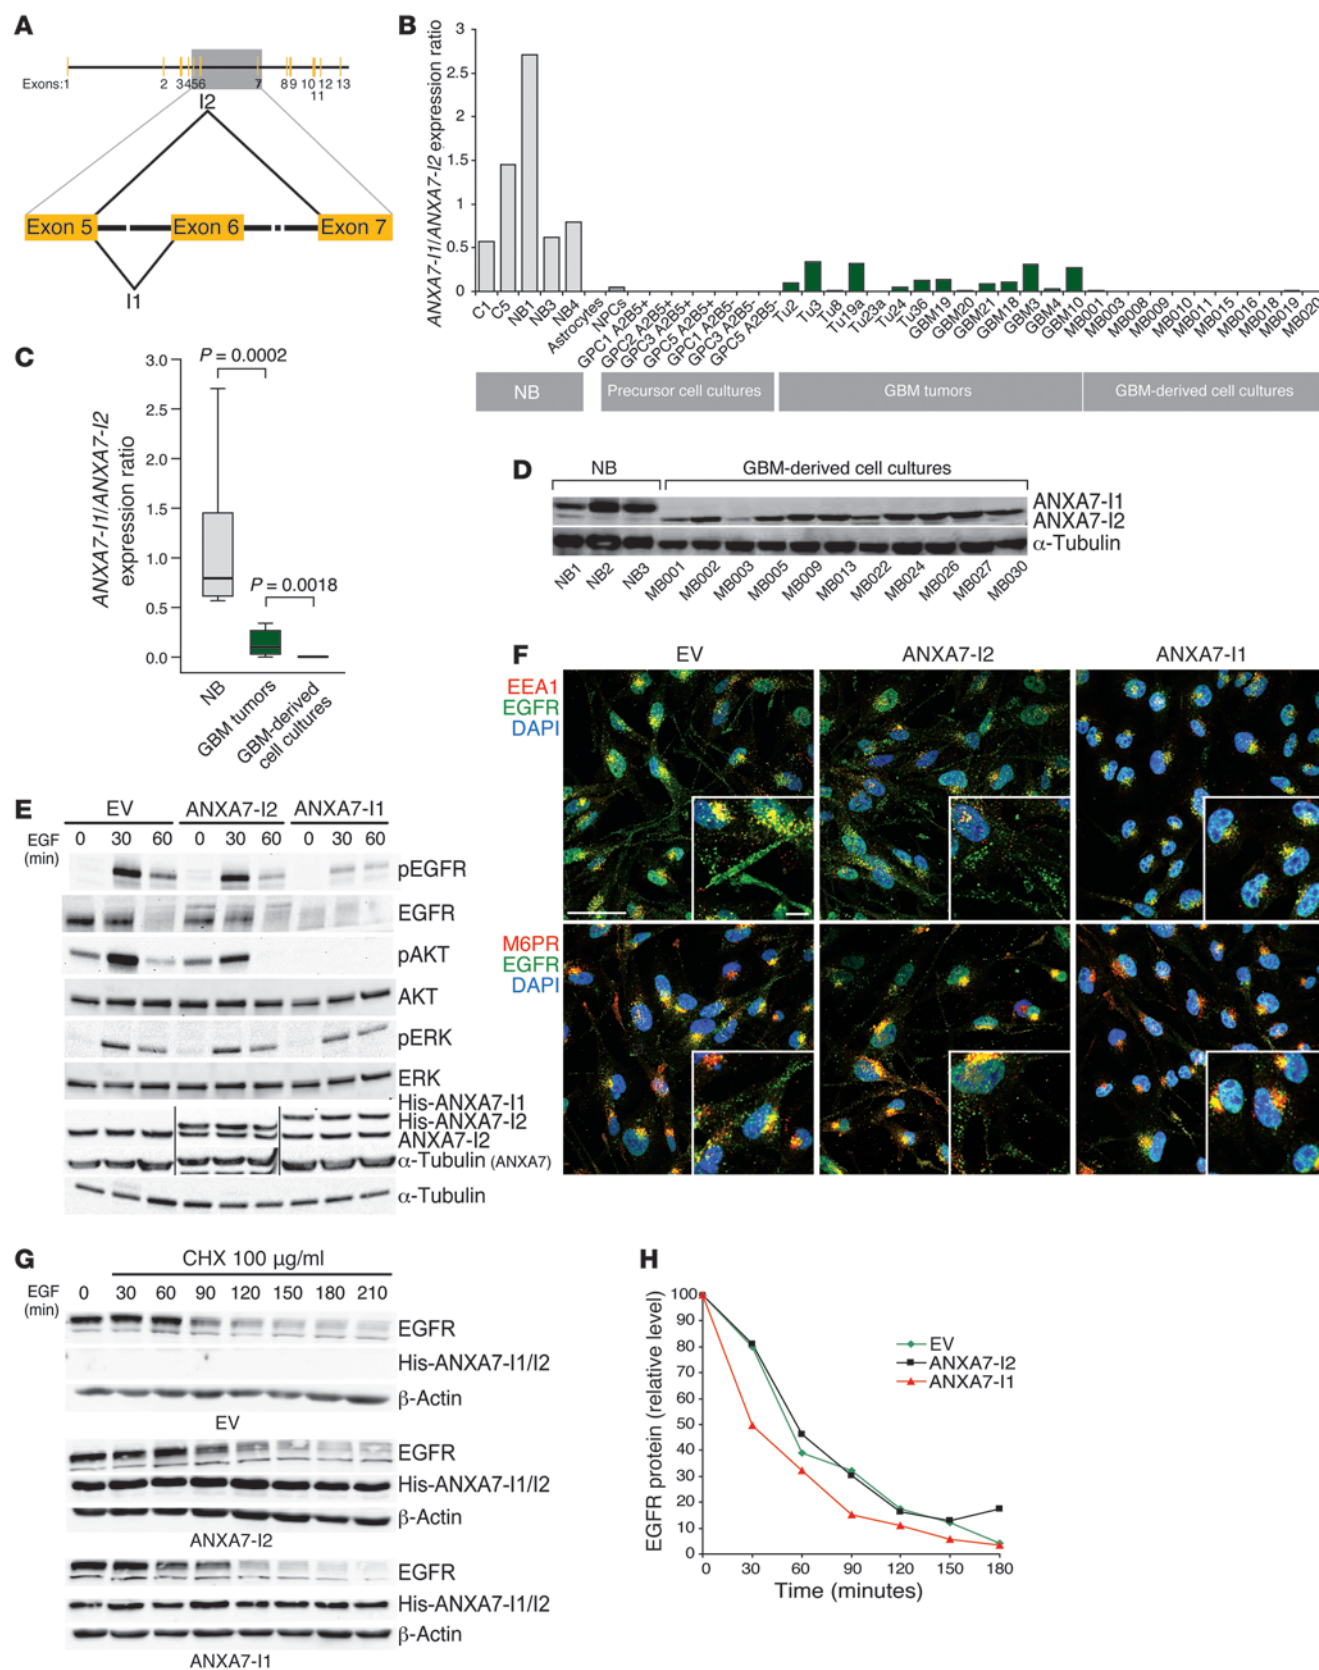 A
Exons:1 2 3 4 5 6 7 8 9 10 11 12 13
I2
Exon 5 Exon 6 Exon 7
I1
B
ANXA7-I1/ANXA7-I2 expression ratio
3
2.5
2
1.5
1
0.5
0
C1 C5 NB1 NB3 NB4 Astrocytes NPCs GPC1 A2B5+ GPC2 A2B5+ GPC3 A2B5+ GPC5 A2B5+ GPC1 A2B5- GPC3 A2B5- GPC5 A2B5- Tu2 Tu3 Tu8 Tu19a Tu23a Tu24 Tu36 GBM19 GBM20 GBM21 GBM18 GBM3 GBM4 GBM10 MB001 MB003 MB008 MB009 MB010 MB011 MB015 MB016 MB018 MB019 MB020
NB Precursor cell cultures GBM tumors GBM-derived cell cultures
C
ANXA7-I1/ANXA7-I2
expression ratio
3.0
2.5
2.0
1.5
1.0
0.5
0.0
P = 0.0002
P = 0.0018
NB
GBM tumors
GBM-derived
cell cultures
D
NB GBM-derived cell cultures
ANXA7-I1
ANXA7-I2
α-Tubulin
NB1 NB2 NB3 MB001 MB002 MB003 MB005 MB009 MB013 MB022 MB024 MB026 MB027 MB030
E
EV ANXA7-I2 ANXA7-I1
EGF (min) 0 30 60 0 30 60 0 30 60
pEGFR
EGFR
pAKT
AKT
pERK
ERK
His-ANXA7-I1
His-ANXA7-I2
ANXA7-I2
α-Tubulin (ANXA7)
α-Tubulin
F
EV ANXA7-I2 ANXA7-I1
EEA1
EGFR
DAPI
M6PR
EGFR
DAPI
G
CHX 100 µg/ml
EGF (min) 0 30 60 90 120 150 180 210
EGFR
His-ANXA7-I1/I2
β-Actin
EV
EGFR
His-ANXA7-I1/I2
β-Actin
ANXA7-I2
EGFR
His-ANXA7-I1/I2
β-Actin
ANXA7-I1
H
EGFR protein (relative level)
100
90
80
70
60
50
40
30
20
10
0
0 30 60 90 120 150 180
Time (minutes)
EV
ANXA7-I2
ANXA7-I1